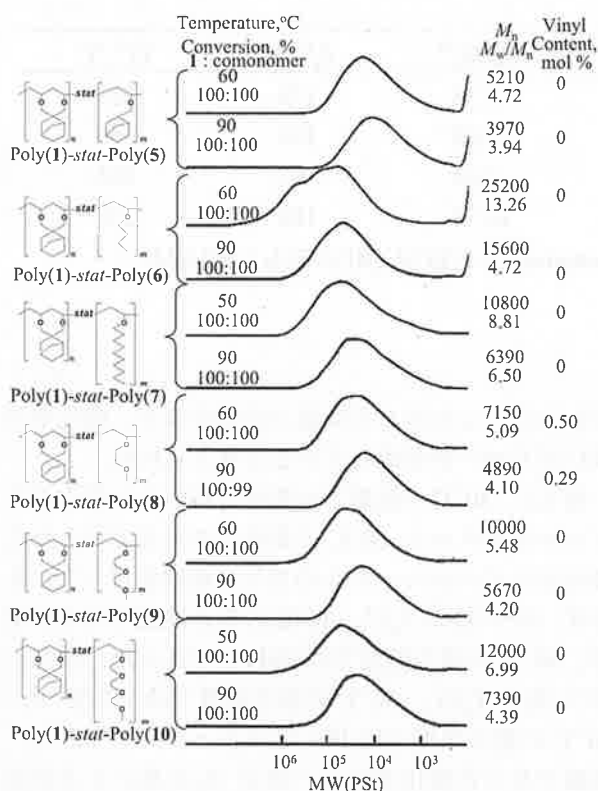 Temperature,°C
Conversion, %
1 : comonomer
Mn
Mw/Mn
Vinyl
Content,
mol %
stat
n
m
Poly(1)-stat-Poly(5)
60
100:100
5210
4.72
0
90
100:100
3970
3.94
0
stat
n
m
Poly(1)-stat-Poly(6)
60
100:100
25200
13.26
0
90
100:100
15600
4.72
0
stat
n
m
Poly(1)-stat-Poly(7)
50
100:100
10800
8.81
0
90
100:100
6390
6.50
0
stat
n
m
Poly(1)-stat-Poly(8)
60
100:100
7150
5.09
0.50
90
100:99
4890
4.10
0.29
stat
n
m
Poly(1)-stat-Poly(9)
60
100:100
10000
5.48
0
90
100:100
5670
4.20
0
stat
n
m
Poly(1)-stat-Poly(10)
50
100:100
12000
6.99
0
90
100:100
7390
4.39
0
10⁶ 10⁵ 10⁴ 10³
MW(PSt)